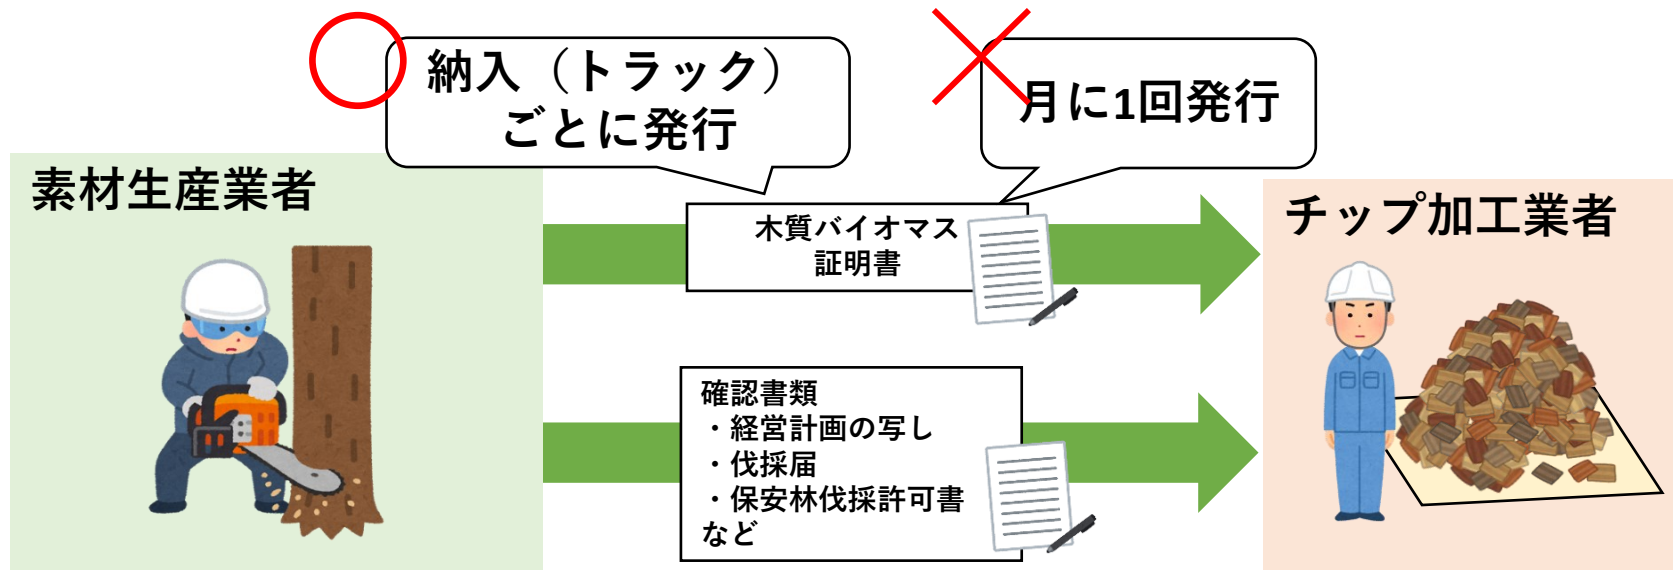 納入（トラック）
ごとに発行
月に1回発行
素材生産業者
木質バイオマス
証明書
チップ加工業者
確認書類
・経営計画の写し
・伐採届
・保安林伐採許可書
など